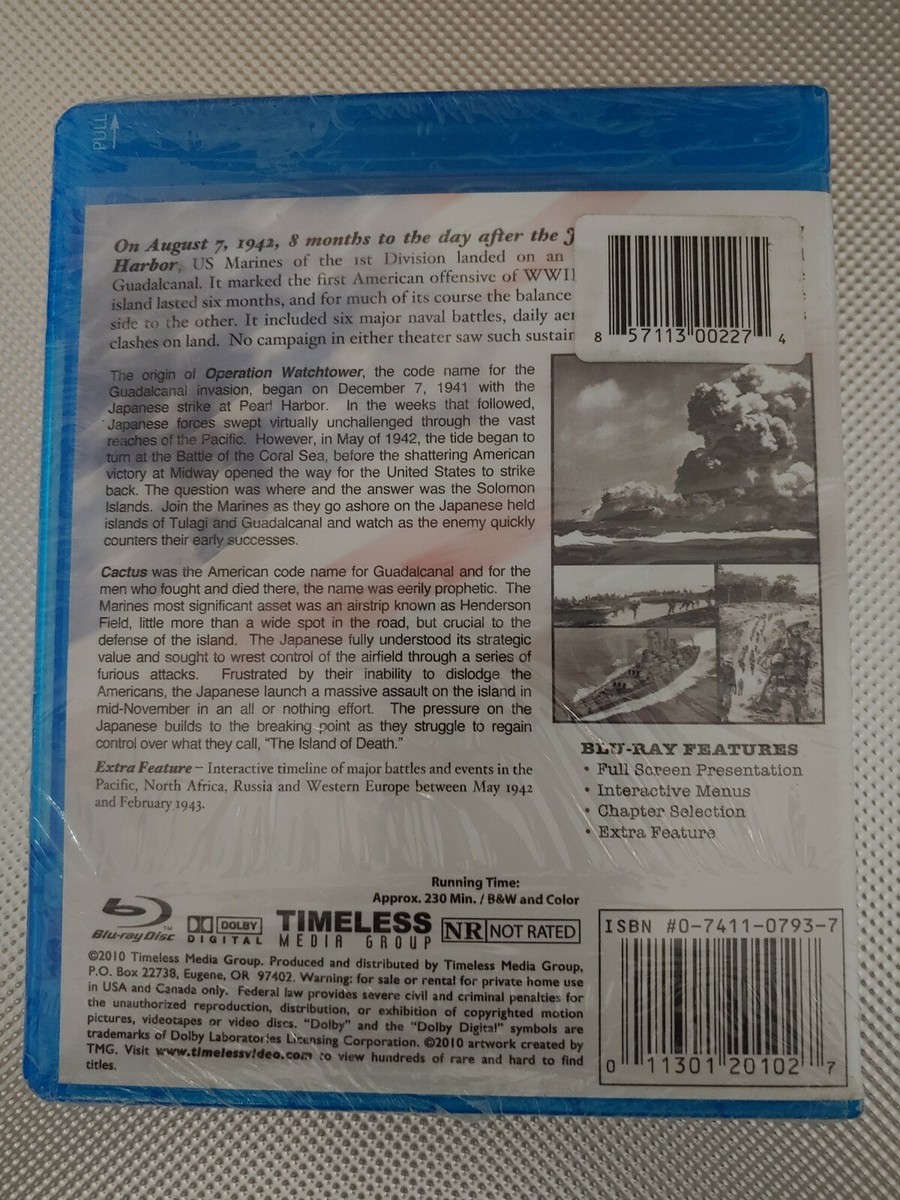 PULL
On August 7, 1942, 8 months to the day after the J
Harbor, US Marines of the 1st Division landed on an
Guadalcanal. It marked the first American offensive of WWII
island lasted six months, and for much of its course the balance
side to the other. It included six major naval battles, daily aer
clashes on land. No campaign in either theater saw such sustain
8 57113 00227 4
The origin of Operation Watchtower, the code name for the
Guadalcanal invasion, began on December 7, 1941 with the
Japanese strike at Pearl Harbor. In the weeks that followed,
Japanese forces swept virtually unchallenged through the vast
reaches of the Pacific. However, in May of 1942, the tide began to
turn at the Battle of the Coral Sea, before the shattering American
victory at Midway opened the way for the United States to strike
back. The question was where and the answer was the Solomon
Islands. Join the Marines as they go ashore on the Japanese held
islands of Tulagi and Guadalcanal and watch as the enemy quickly
counters their early successes.
Cactus was the American code name for Guadalcanal and for the
men who fought and died there, the name was eerily prophetic. The
Marines most significant asset was an airstrip known as Henderson
Field, little more than a wide spot in the road, but crucial to the
defense of the island. The Japanese fully understood its strategic
value and sought to wrest control of the airfield through a series of
furious attacks. Frustrated by their inability to dislodge the
Americans, the Japanese launch a massive assault on the island in
mid-November in an all or nothing effort. The pressure on the
Japanese builds to the breaking point as they struggle to regain
control over what they call, "The Island of Death."
Extra Feature – Interactive timeline of major battles and events in the
Pacific, North Africa, Russia and Western Europe between May 1942
and February 1943.
BLU-RAY FEATURES
• Full Screen Presentation
• Interactive Menus
• Chapter Selection
• Extra Feature
Running Time:
Approx. 230 Min. / B&W and Color
Blu-ray Disc™
DOLBY
DIGITAL
TIMELESS
MEDIA GROUP
NR NOT RATED
©2010 Timeless Media Group. Produced and distributed by Timeless Media Group,
P.O. Box 22738, Eugene, OR 97402. Warning: for sale or rental for private home use
in USA and Canada only. Federal law provides severe civil and criminal penalties for
the unauthorized reproduction, distribution, or exhibition of copyrighted motion
pictures, videotapes or video discs. "Dolby" and the "Dolby Digital" symbols are
trademarks of Dolby Laboratories Licensing Corporation. ©2010 artwork created by
TMG. Visit www.timelessvideo.com to view hundreds of rare and hard to find
titles.
ISBN #0-7411-0793-7
0 11301 20102 7